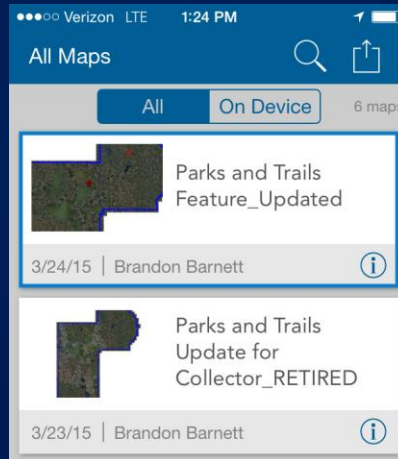 Verizon LTE 1:24 PM
All Maps
All On Device 6 maps
Parks and Trails
Feature_Updated
3/24/15 | Brandon Barnett
Parks and Trails
Update for
Collector_RETIRED
3/23/15 | Brandon Barnett